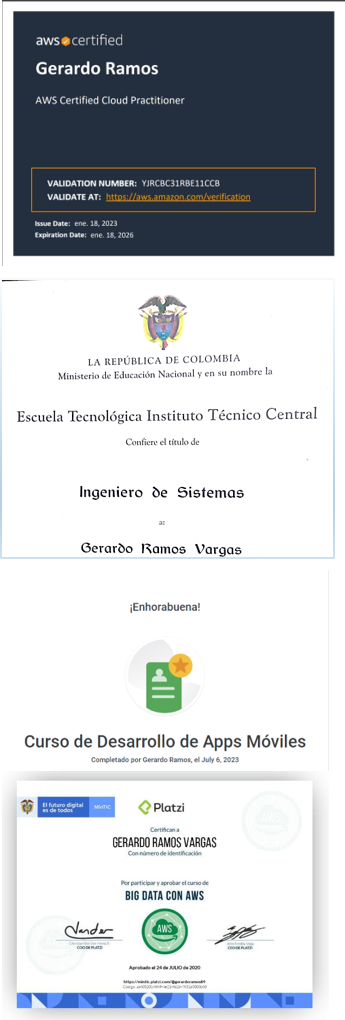 aws certified
Gerardo Ramos
AWS Certified Cloud Practitioner
VALIDATION NUMBER: YJRCBC31RBE11CCB
VALIDATE AT: https://aws.amazon.com/verification
Issue Date: ene. 18, 2023
Expiration Date: ene. 18, 2026
LA REPÚBLICA DE COLOMBIA
Ministerio de Educación Nacional y en su nombre la
Escuela Tecnológica Instituto Técnico Central
Confiere el título de
Ingeniero de Sistemas
a:
Gerardo Ramos Vargas
¡Enhorabuena!
Curso de Desarrollo de Apps Móviles
Completado por Gerardo Ramos, el July 6, 2023
El futuro digital es de todos MINTIC
Platzi
Certifican a
GERARDO RAMOS VARGAS
Con número de identificación
Por participar y aprobar el curso de
BIG DATA CON AWS
AWS
Aprobado el 24 de JULIO de 2020